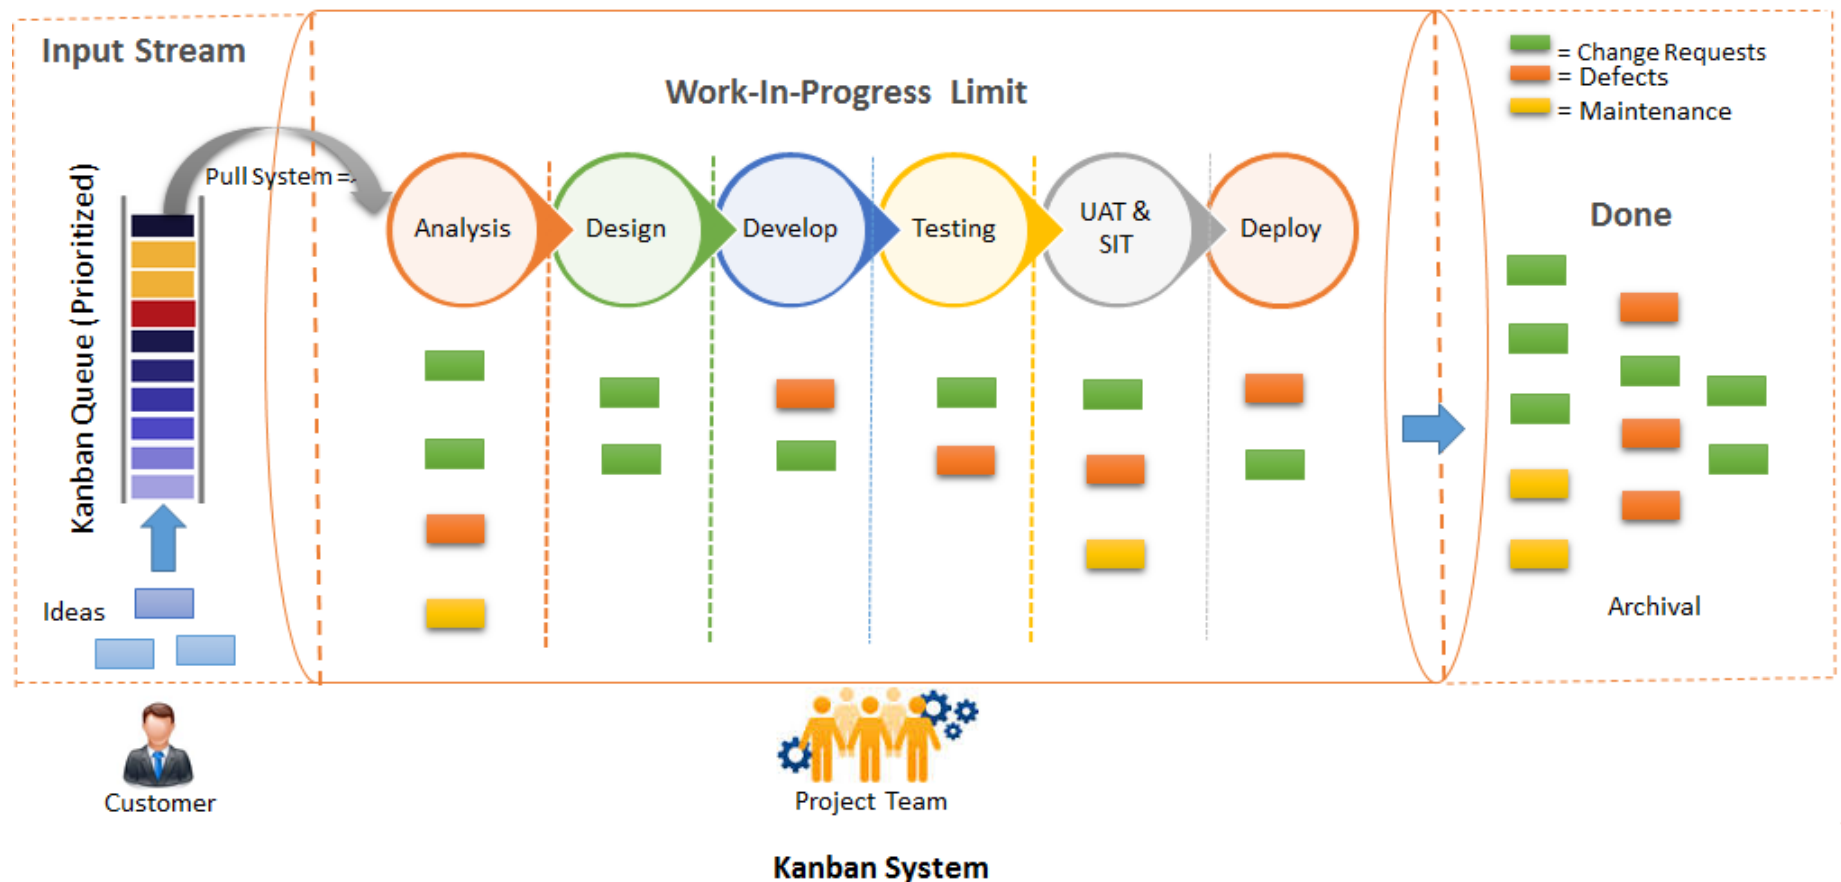 Input Stream
Work-In-Progress Limit
= Change Requests
= Defects
= Maintenance
Kanban Queue (Prioritized)
Pull System =
Analysis
Design
Develop
Testing
UAT &
SIT
Deploy
Done
Ideas
Archival
Customer
Project Team
Kanban System